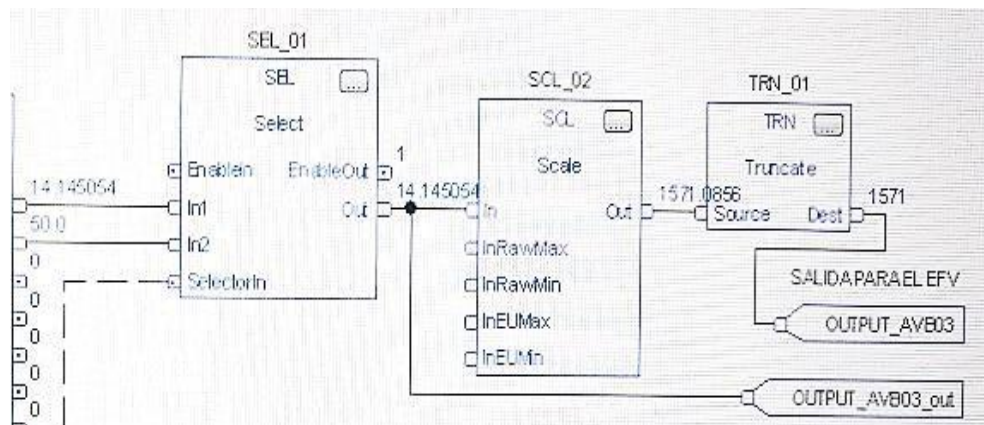 SEL_01
SEL
...
Select
EnableIn
EnableOut
1
14.145054
In1
Out
14.145054
50.0
In2
0
SelectorIn
0
0
0
0
0
SCL_02
SCL
...
Scale
In
Out
1571.0856
InRawMax
InRawMin
InEUMax
InEUMin
TRN_01
TRN
...
Truncate
Source
Dest
1571
SALIDA PARA EL EFV
OUTPUT_AVB03
OUTPUT_AVB03_out